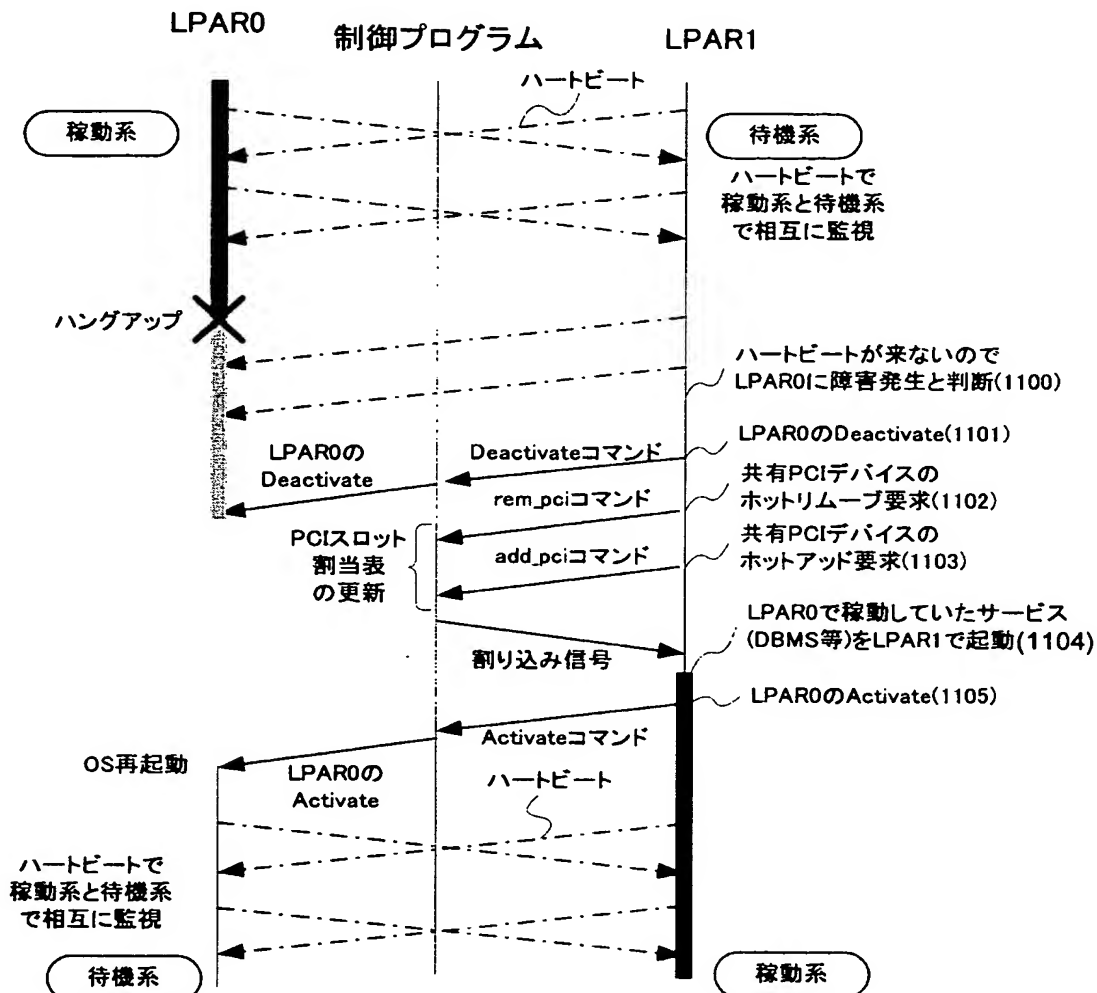 LPAR0
制御プログラム
LPAR1
ハートビート
稼動系
待機系
ハートビートで
稼動系と待機系
で相互に監視
ハングアップ
ハートビートが来ないので
LPAR0に障害発生と判断(1100)
LPAR0のDeactivate(1101)
Deactivateコマンド
LPAR0の
Deactivate
共有PCIデバイスの
ホットリムーブ要求(1102)
rem_pciコマンド
PCIスロット
割当表
の更新
add_pciコマンド
共有PCIデバイスの
ホットアッド要求(1103)
LPAR0で稼動していたサービス
(DBMS等)をLPAR1で起動(1104)
割り込み信号
LPAR0のActivate(1105)
Activateコマンド
OS再起動
LPAR0の
Activate
ハートビート
ハートビートで
稼動系と待機系
で相互に監視
待機系
稼動系